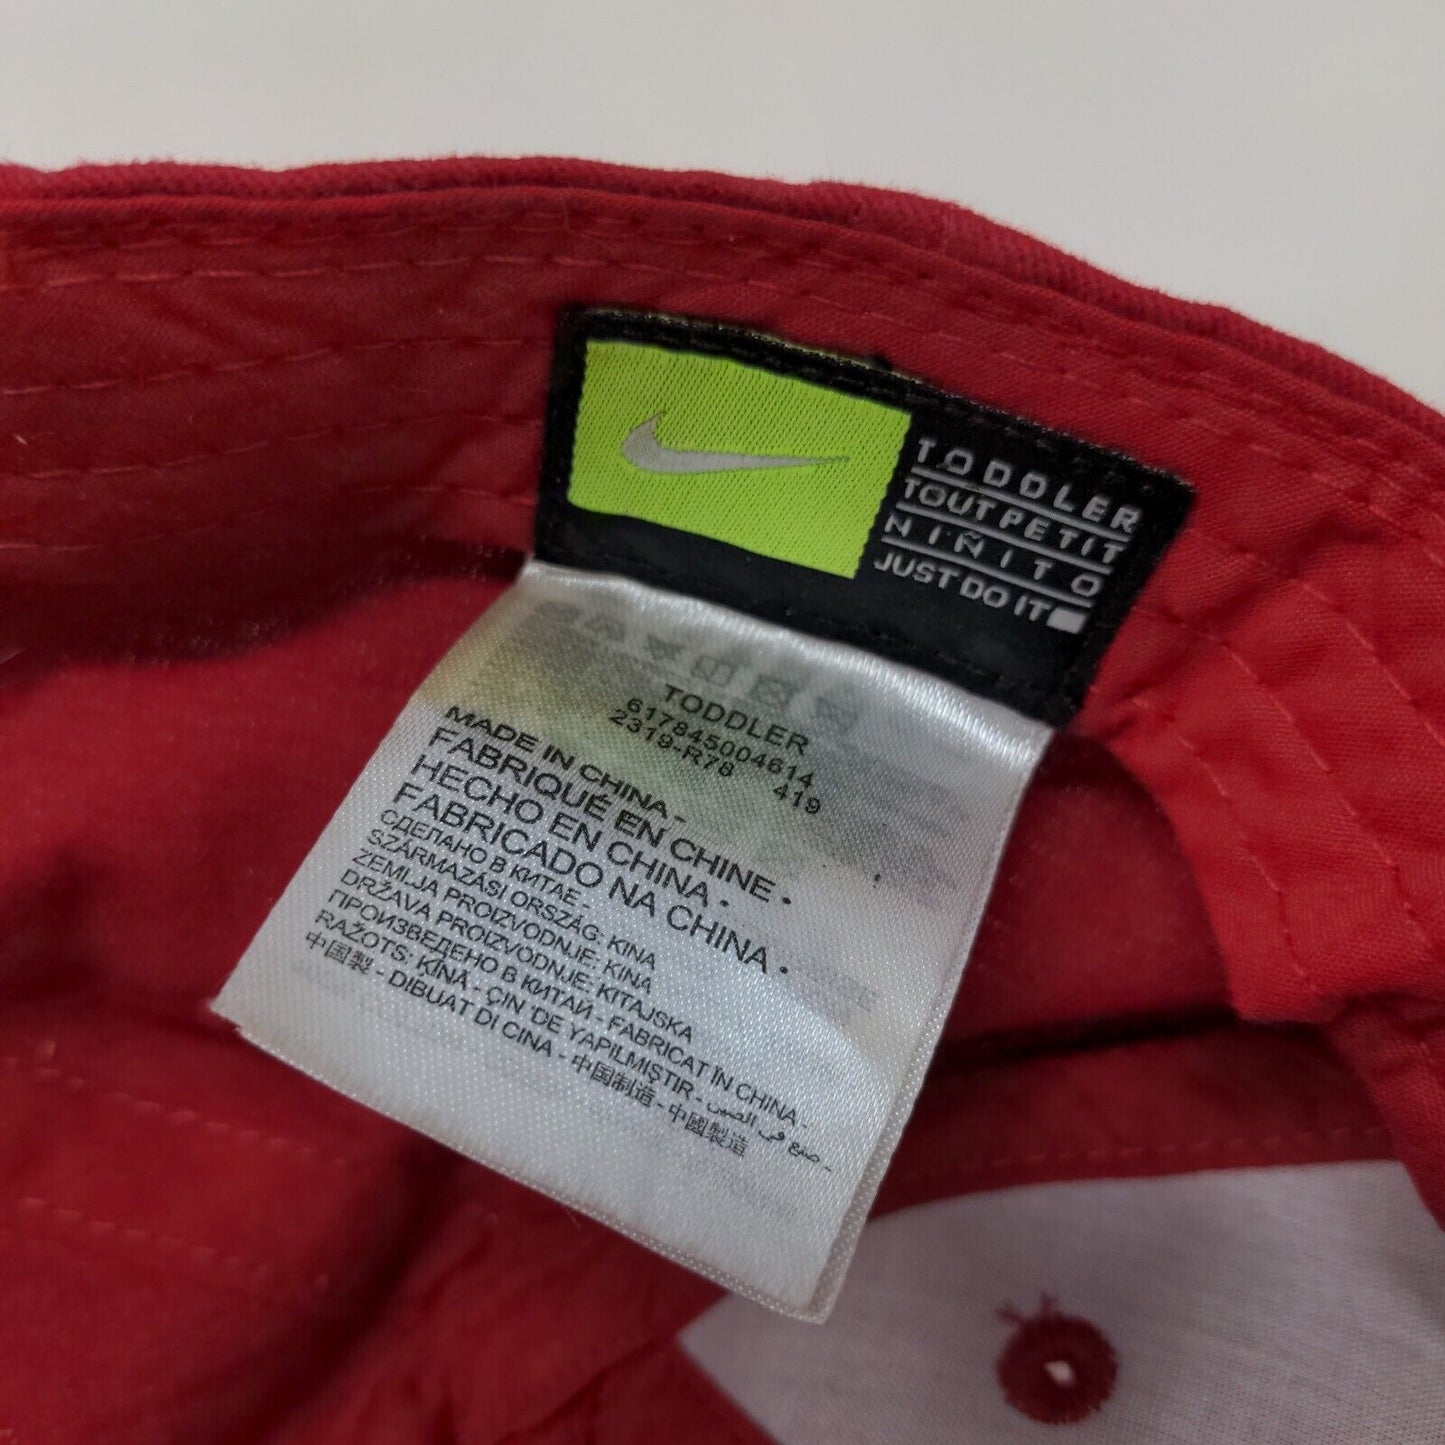 TODDLER
TOUT PETIT
NIÑITO
JUST DO IT
TODDLER
617845004614
2319-R78 419
MADE IN CHINA -
FABRIQUÉ EN CHINE •
HECHO EN CHINA •
FABRICADO NA CHINA •
СДЕЛАНО В КИТАЕ -
SZÁRMAZÁSI ORSZÁG: KINA
ZEMLJA PROIZVODNJE: KINA
DRŽAVA PROIZVODNJE: KITAJSKA
ПРОИЗВЕДЕНО В КИТАЙ - FABRICAT ÎN CHINA -
RAŽOTS: ĶĪNA - ÇIN 'DE YAPILMIŞTIR - صنع في الصين -
中国製 - DIBUAT DI CINA - 中国制造 - 中國製造